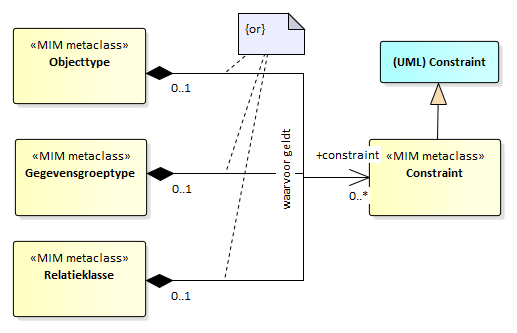 {or}
«MIM metaclass»
Objecttype
0..1
(UML) Constraint
«MIM metaclass»
Gegevensgroeptype
0..1
waarvoor geldt
+constraint
0..*
«MIM metaclass»
Constraint
«MIM metaclass»
Relatieklasse
0..1